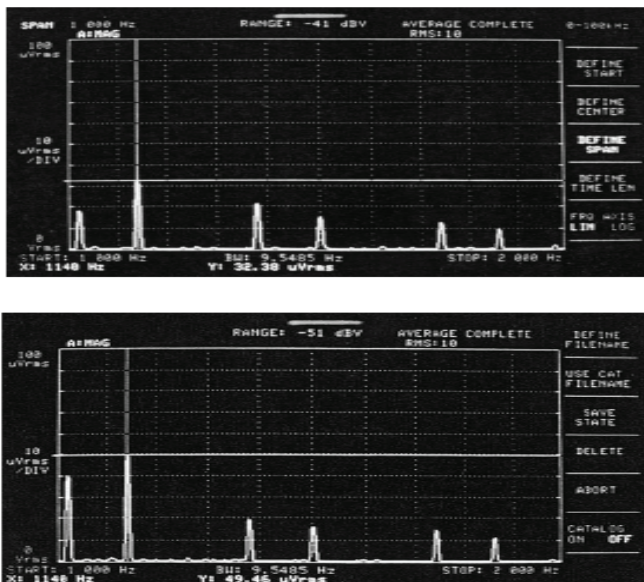 SPAN 1 000 Hz RANGE: -41 dBV AVERAGE COMPLETE 0-100kHz
A:MAG RMS:10
100
uVrms
DEFINE
START
DEFINE
CENTER
10
uVrms
/DIV
DEFINE
SPAN
DEFINE
TIME LEN
FRQ AXIS
LIN LOG
0
Vrms
START: 1 000 Hz BW: 9.5485 Hz STOP: 2 000 Hz
X: 1140 Hz Y: 32.38 uVrms
RANGE: -51 dBV AVERAGE COMPLETE
A:MAG RMS:10
DEFINE
FILENAME
100
uVrms
USE CAT
FILENAME
SAVE
STATE
10
uVrms
/DIV
DELETE
ABORT
CATALOG
ON OFF
0
Vrms
START: 1 000 Hz BW: 9.5485 Hz STOP: 2 000 Hz
X: 1140 Hz Y: 49.46 uVrms